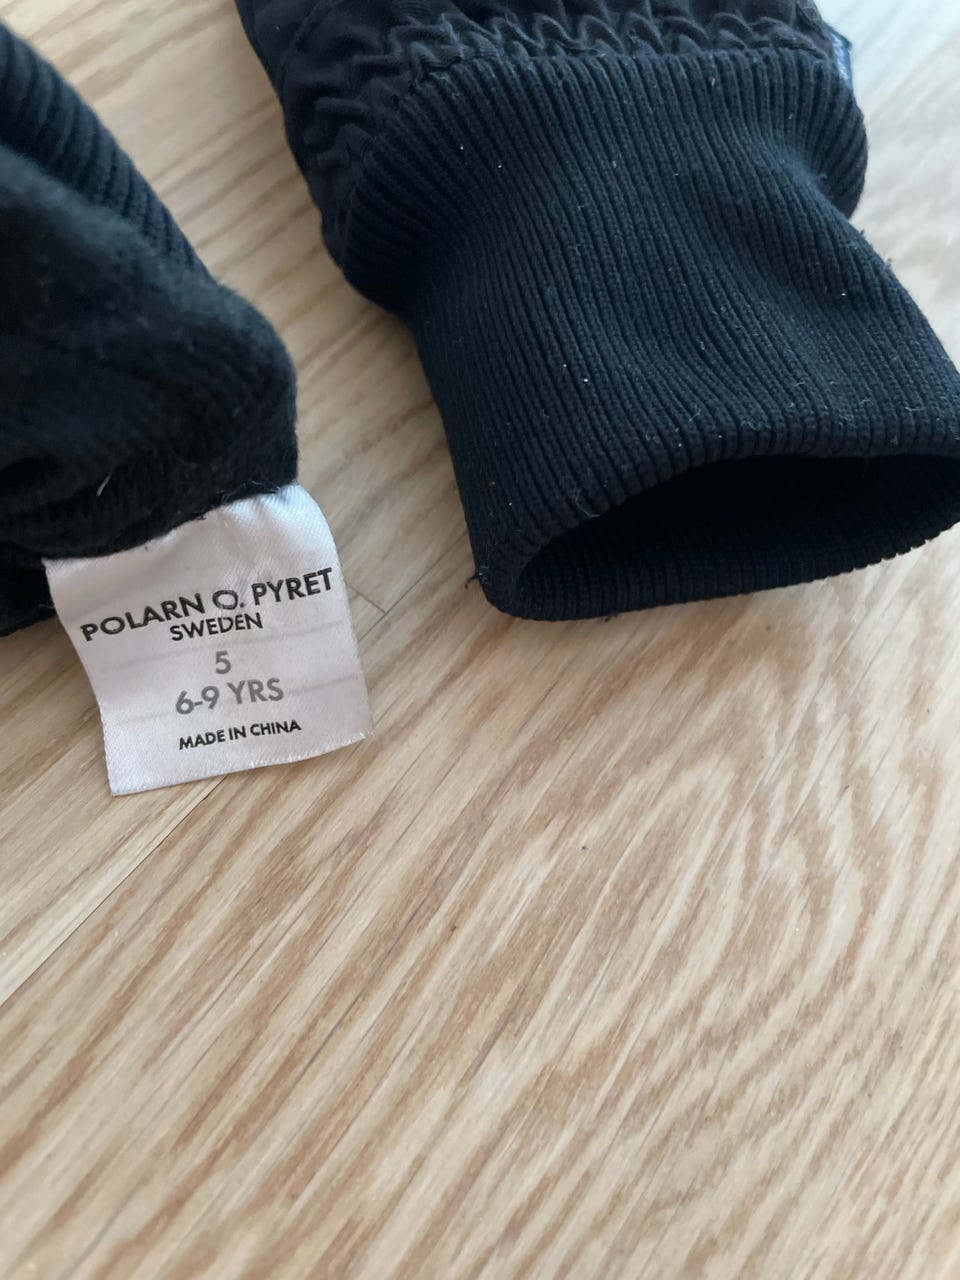 POLARN O. PYRET
SWEDEN
5
6-9 YRS
MADE IN CHINA